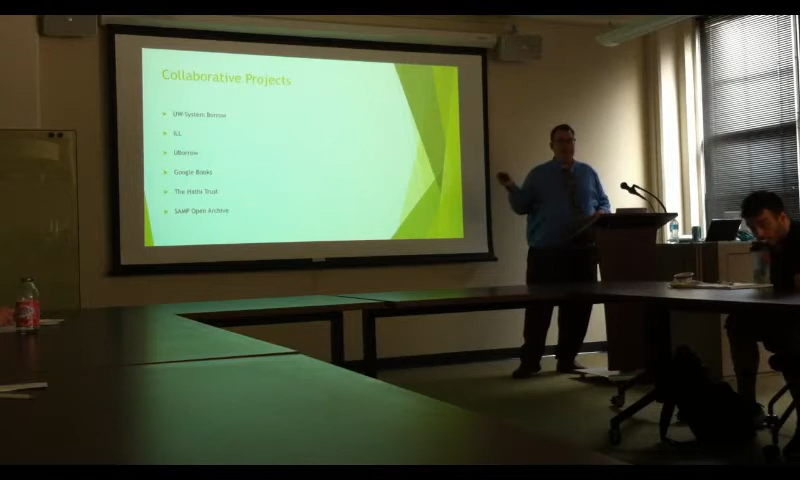 Collaborative Projects
UW-System Borrow
ILL
UBorrow
Google Books
The Hathi Trust
SAMP Open Archive